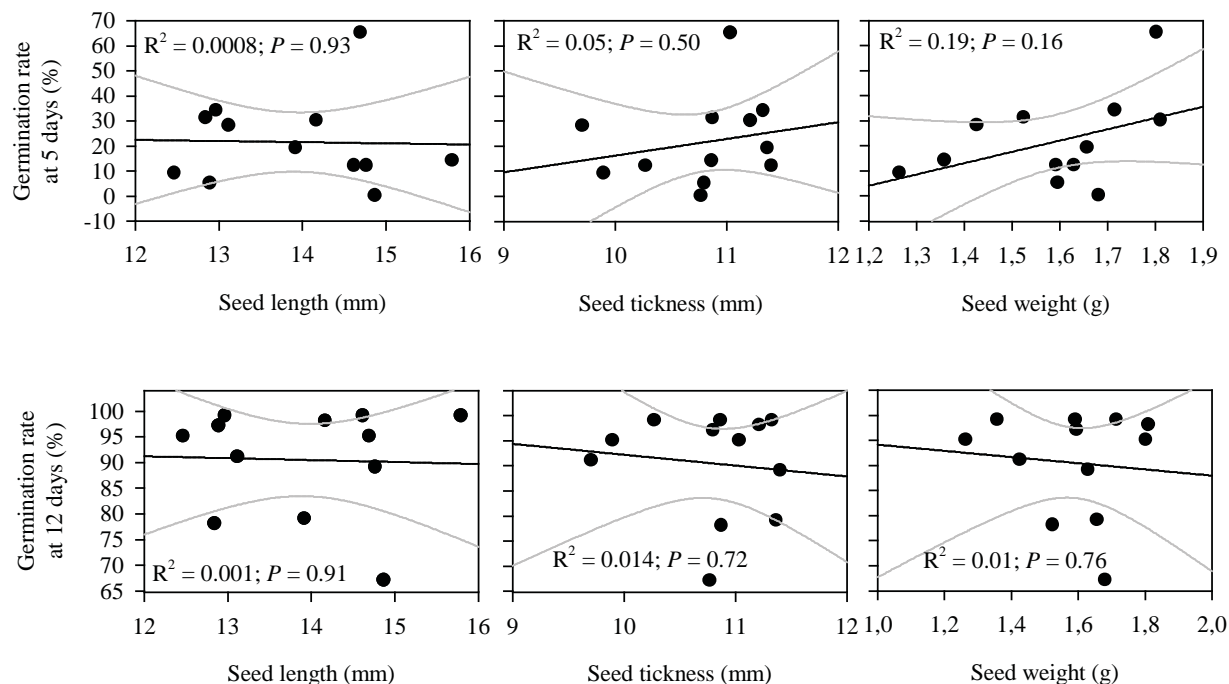 Germination rate
at 5 days (%)
70
60
50
40
30
20
10
0
-10
R² = 0.0008; P = 0.93
12 13 14 15 16
Seed length (mm)
R² = 0.05; P = 0.50
9 10 11 12
Seed tickness (mm)
R² = 0.19; P = 0.16
1,2 1,3 1,4 1,5 1,6 1,7 1,8 1,9
Seed weight (g)
Germination rate
at 12 days (%)
100
95
90
85
80
75
70
65
R² = 0.001; P = 0.91
12 13 14 15 16
Seed length (mm)
R² = 0.014; P = 0.72
9 10 11 12
Seed tickness (mm)
R² = 0.01; P = 0.76
1,0 1,2 1,4 1,6 1,8 2,0
Seed weight (g)